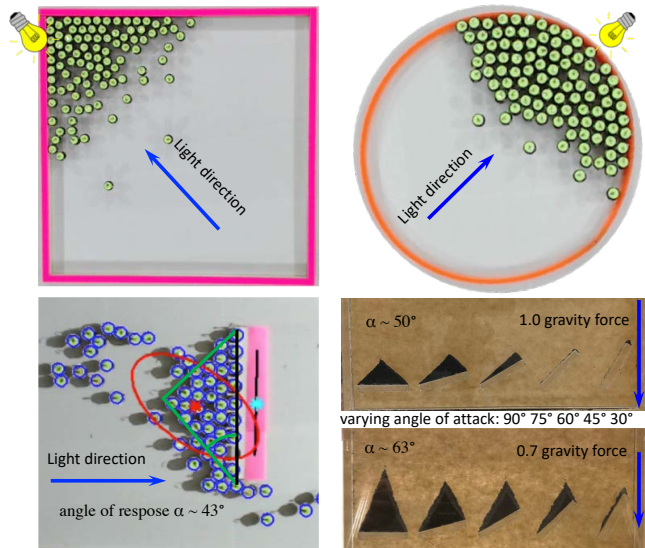 Light direction
Light direction
Light direction
angle of respose α ~ 43°
α ~ 50°
1.0 gravity force
varying angle of attack: 90° 75° 60° 45° 30°
α ~ 63°
0.7 gravity force